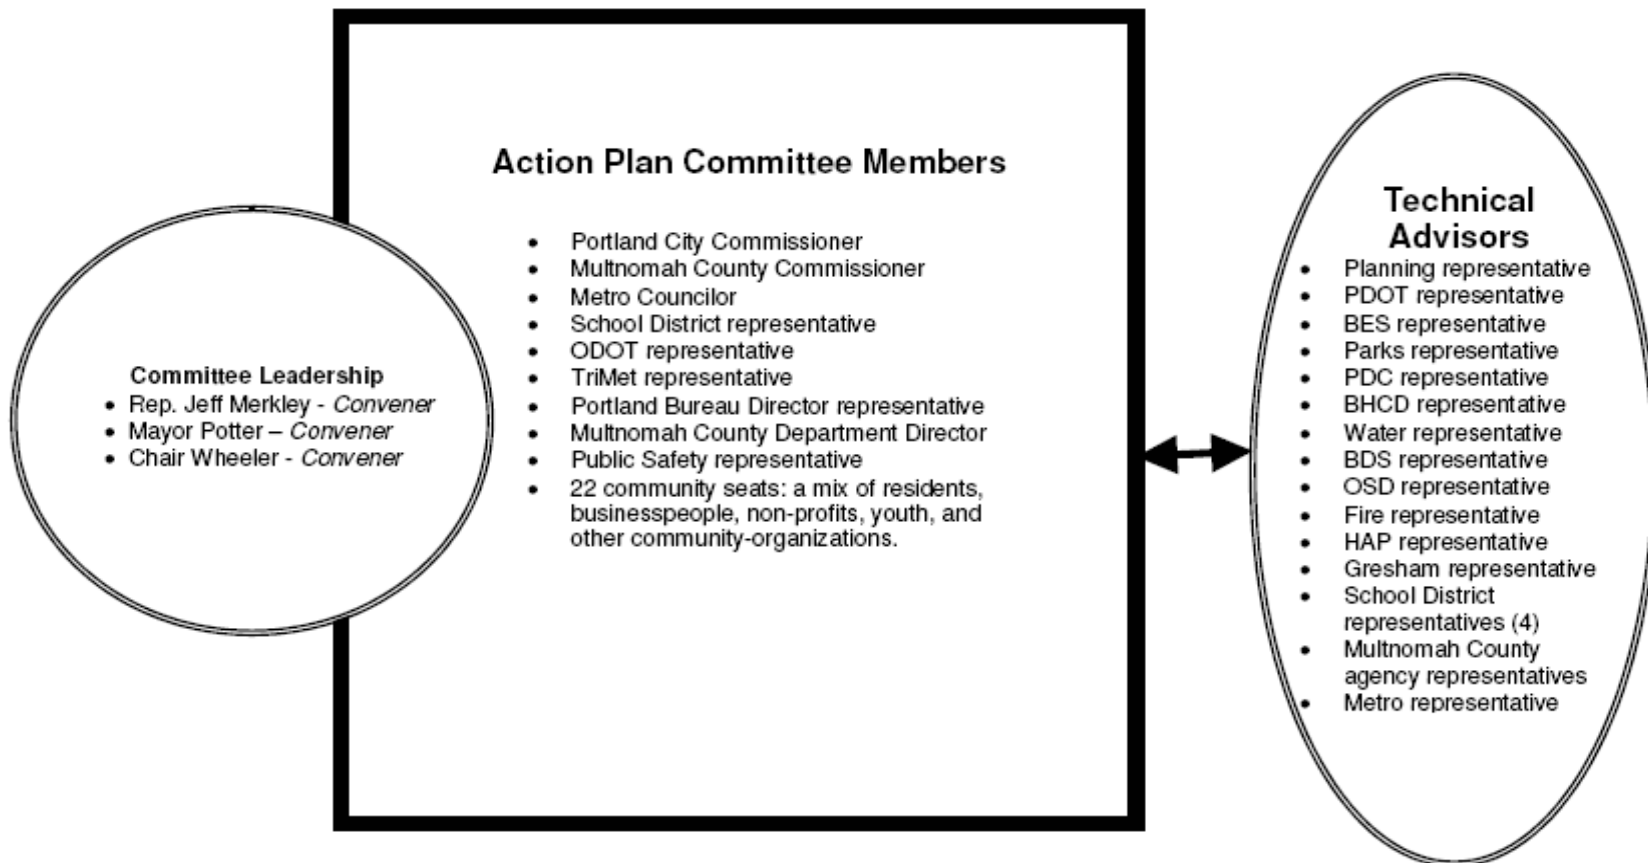 Action Plan Committee Members
• Portland City Commissioner
• Multnomah County Commissioner
• Metro Councilor
• School District representative
• ODOT representative
• TriMet representative
• Portland Bureau Director representative
• Multnomah County Department Director
• Public Safety representative
• 22 community seats: a mix of residents,
businesspeople, non-profits, youth, and
other community-organizations.
Committee Leadership
• Rep. Jeff Merkley - Convener
• Mayor Potter – Convener
• Chair Wheeler - Convener
Technical
Advisors
• Planning representative
• PDOT representative
• BES representative
• Parks representative
• PDC representative
• BHCD representative
• Water representative
• BDS representative
• OSD representative
• Fire representative
• HAP representative
• Gresham representative
• School District
representatives (4)
• Multnomah County
agency representatives
• Metro representative